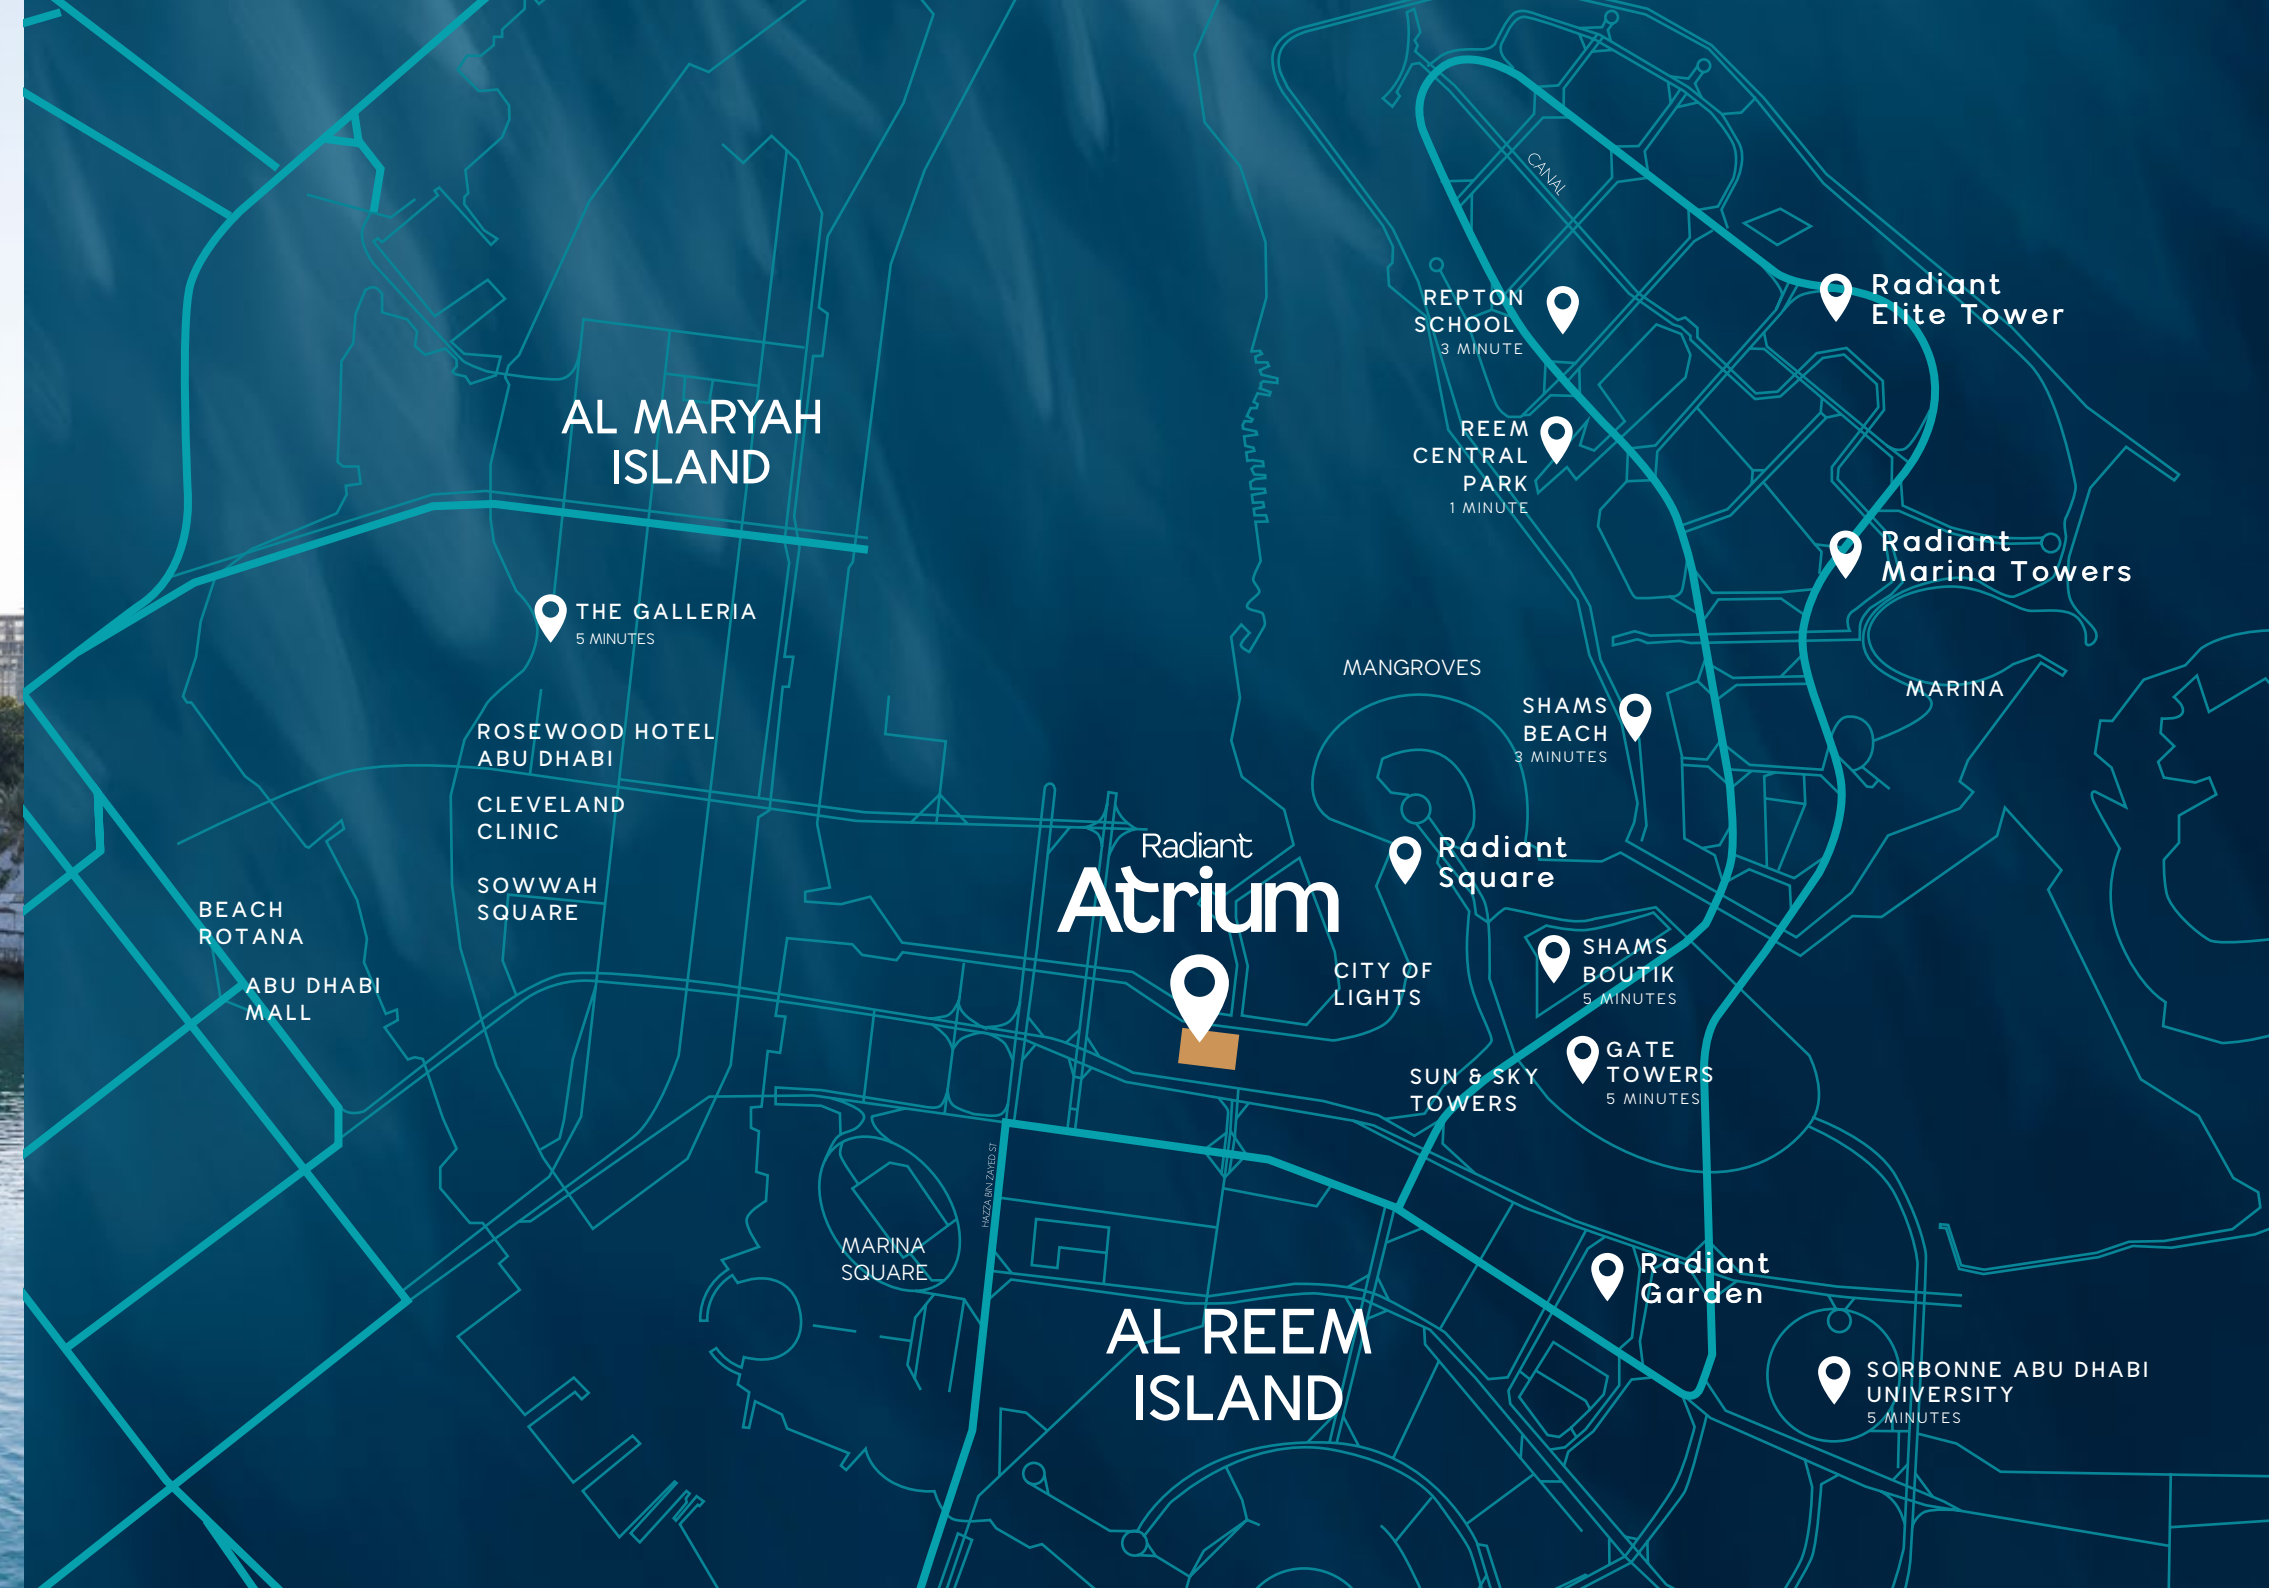 CANAL
REPTON
SCHOOL
3 MINUTE
Radiant
Elite Tower
AL MARYAH
ISLAND
REEM
CENTRAL
PARK
1 MINUTE
Radiant
Marina Towers
THE GALLERIA
5 MINUTES
MANGROVES
MARINA
SHAMS
BEACH
3 MINUTES
ROSEWOOD HOTEL
ABU DHABI
CLEVELAND
CLINIC
SOWWAH
SQUARE
Radiant
Atrium
Radiant
Square
BEACH
ROTANA
ABU DHABI
MALL
CITY OF
LIGHTS
SHAMS
BOUTIK
5 MINUTES
SUN & SKY
TOWERS
GATE
TOWERS
5 MINUTES
HAZZA BIN ZAYED ST
MARINA
SQUARE
Radiant
Garden
AL REEM
ISLAND
SORBONNE ABU DHABI
UNIVERSITY
5 MINUTES